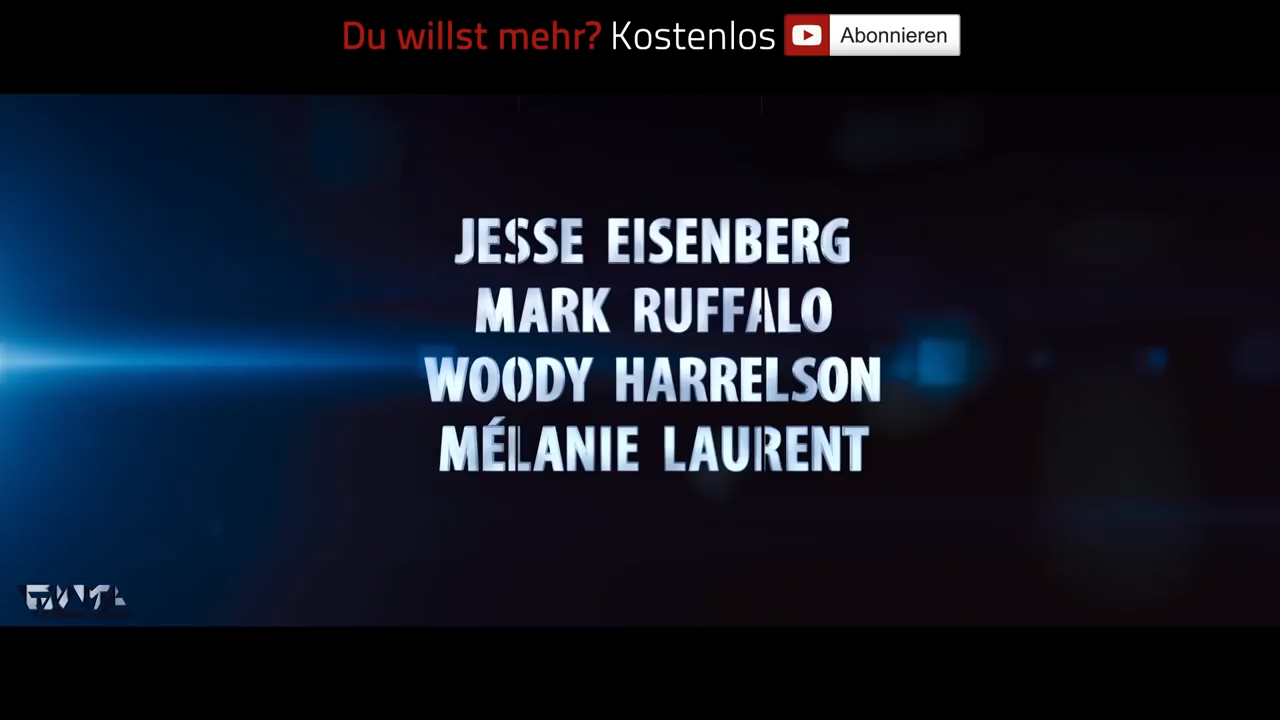 Du willst mehr? Kostenlos Abonnieren
JESSE EISENBERG
MARK RUFFALO
WOODY HARRELSON
MÉLANIE LAURENT